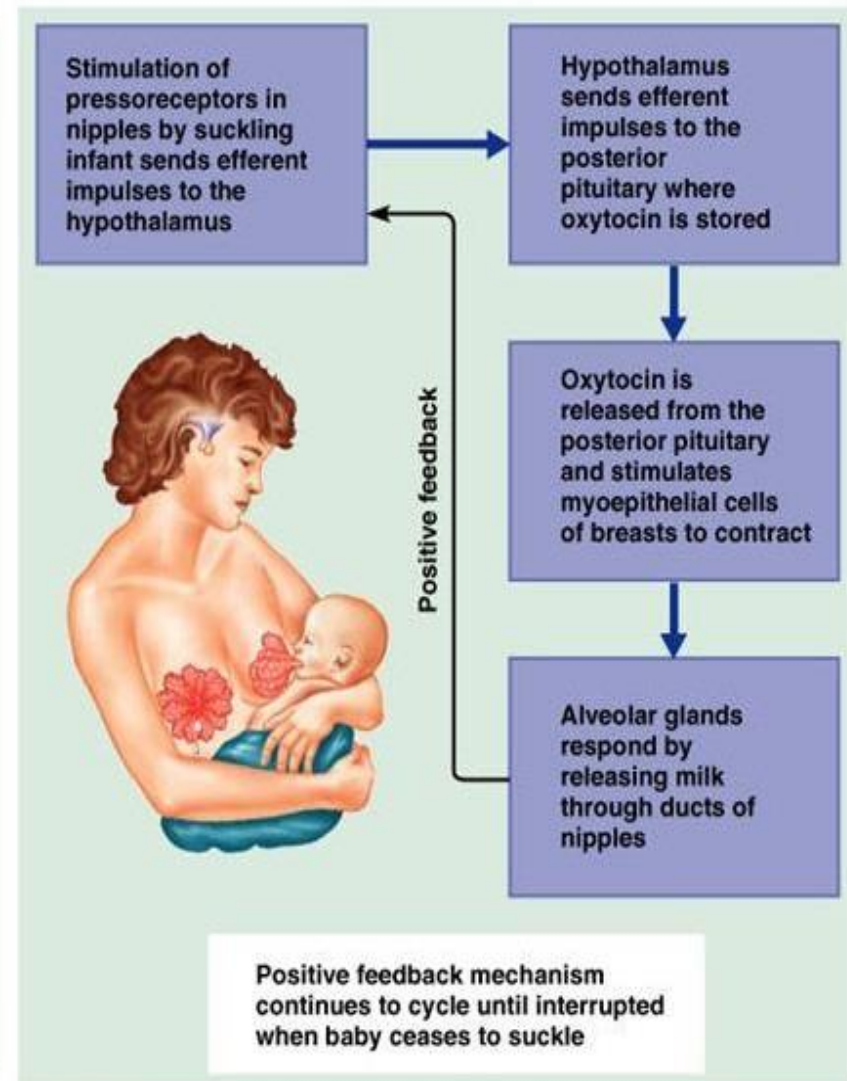 Stimulation of
pressoreceptors in
nipples by suckling
infant sends efferent
impulses to the
hypothalamus
Hypothalamus
sends efferent
impulses to the
posterior
pituitary where
oxytocin is stored
Oxytocin is
released from the
posterior pituitary
and stimulates
myoepithelial cells
of breasts to contract
Positive feedback
Alveolar glands
respond by
releasing milk
through ducts of
nipples
Positive feedback mechanism
continues to cycle until interrupted
when baby ceases to suckle